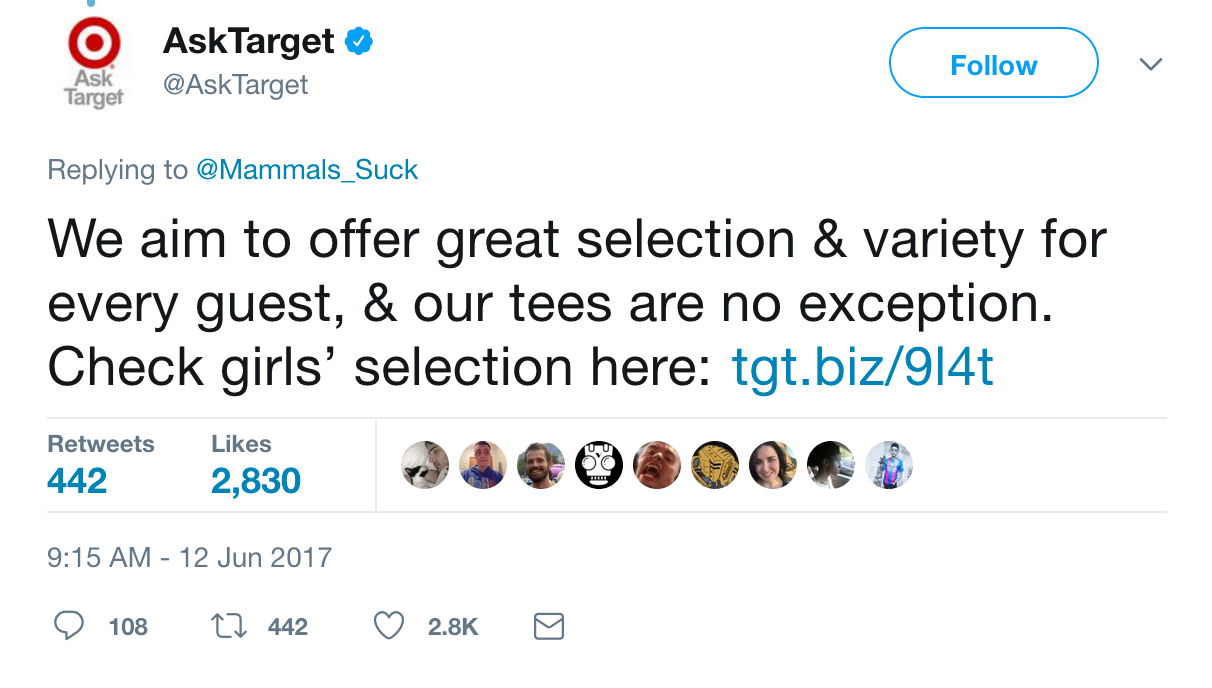 Ask
Target
AskTarget
@AskTarget
Follow
Replying to @Mammals_Suck
We aim to offer great selection & variety for
every guest, & our tees are no exception.
Check girls’ selection here: tgt.biz/9l4t
Retweets Likes
442 2,830
9:15 AM - 12 Jun 2017
108 442 2.8K